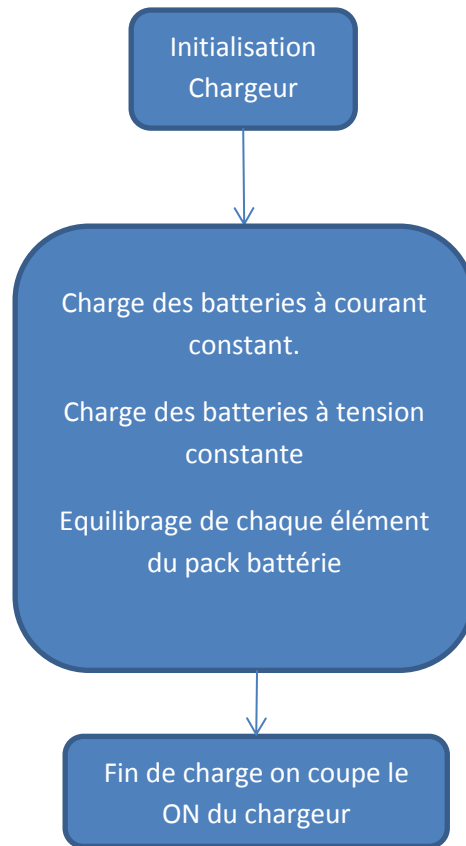 Initialisation
Chargeur
Charge des batteries à courant
constant.
Charge des batteries à tension
constante
Equilibrage de chaque élément
du pack battérie
Fin de charge on coupe le
ON du chargeur